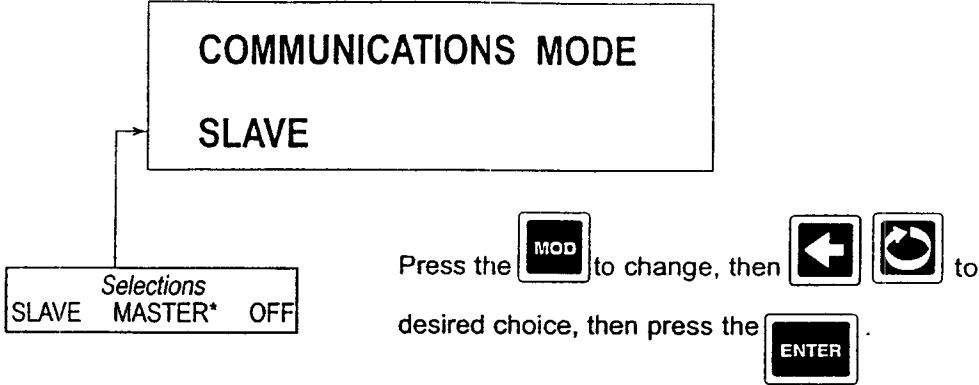 COMMUNICATIONS MODE
SLAVE
Selections
SLAVE MASTER* OFF
Press the MOD to change, then to
desired choice, then press the ENTER .